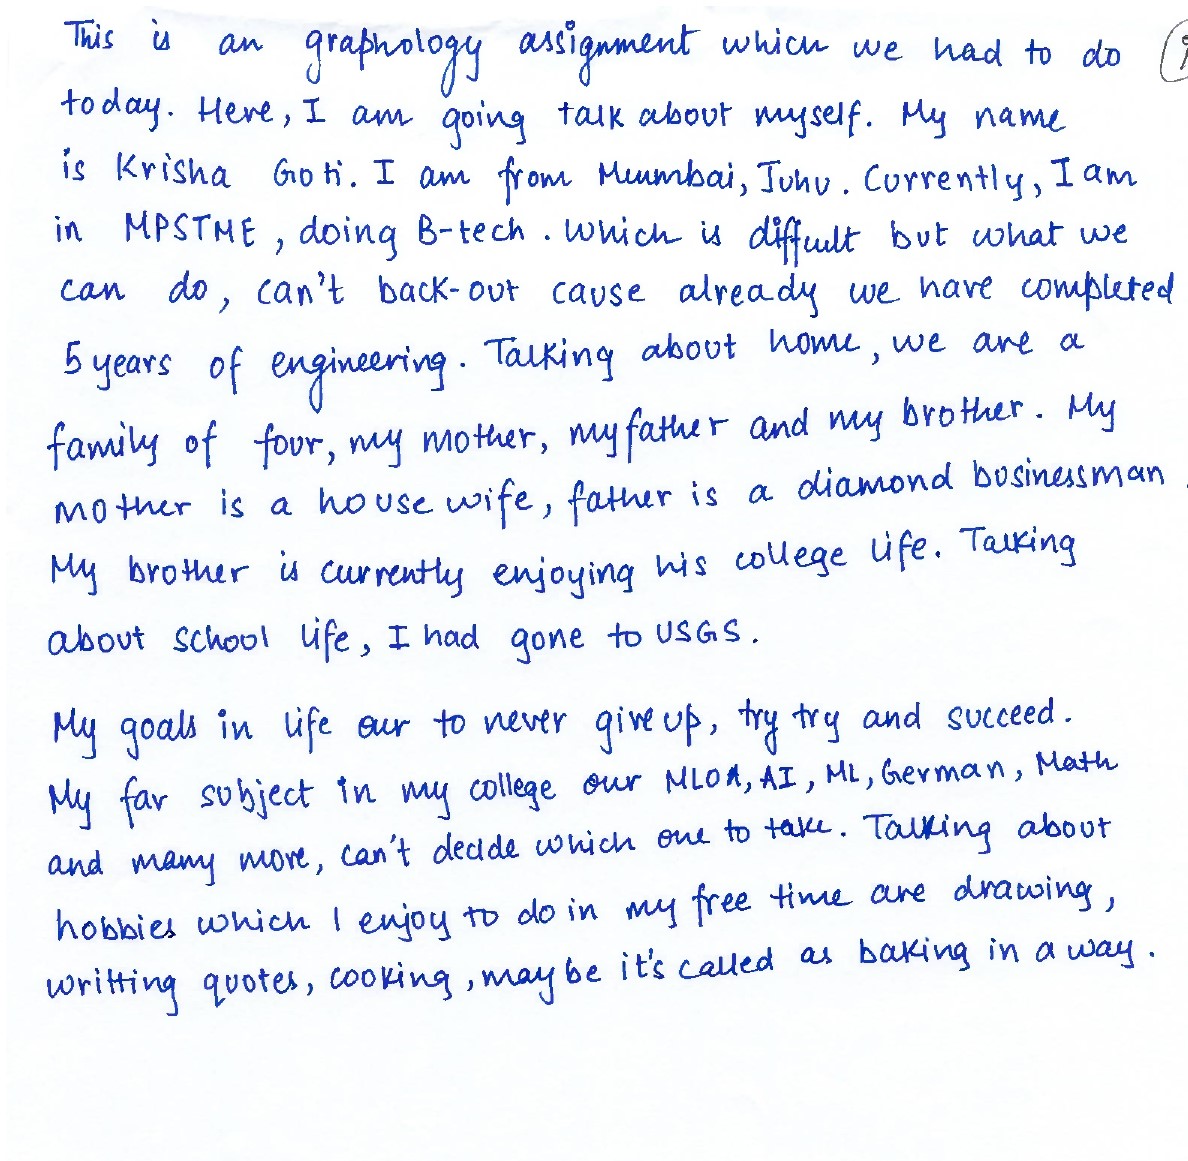 This is an graphology assignment which we had to do
today. Here, I am going talk about myself. My name
is Krisha Goti. I am from Muumbai, Juhu. Currently, I am
in MPSTME, doing B-tech. Which is diffult but what we
can do, can't back-out cause already we have completed
5 years of engineering. Talking about home, we are a
family of four, my mother, my father and my brother. My
mother is a house wife, father is a diamond businessman.
My brother is currently enjoying his college life. Talking
about school life, I had gone to USGS.
My goals in life our to never give up, try try and succeed.
My fav subject in my college our MLOA, AI, ML, German, Math
and many more, can't decide which one to take. Talking about
hobbies which I enjoy to do in my free time are drawing,
writting quotes, cooking, maybe it's called as baking in a way.